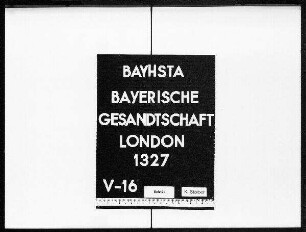 BAYHSTA
BAYERISCHE
GESANDTSCHAFT
LONDON
1327
V-16